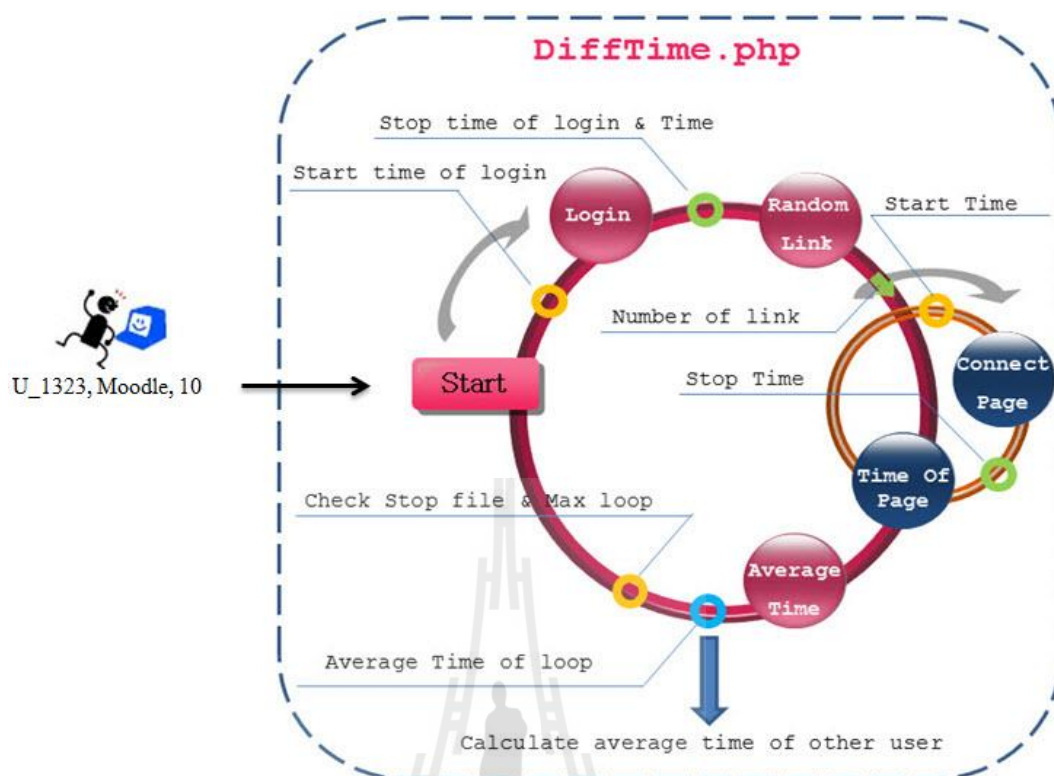 DiffTime.php
Stop time of login & Time
Start time of login
Login
Random
Link
Start Time
Number of link
Connect
Page
Stop Time
U_1323, Moodle, 10
Start
Time Of
Page
Check Stop file & Max loop
Average
Time
Average Time of loop
Calculate average time of other user